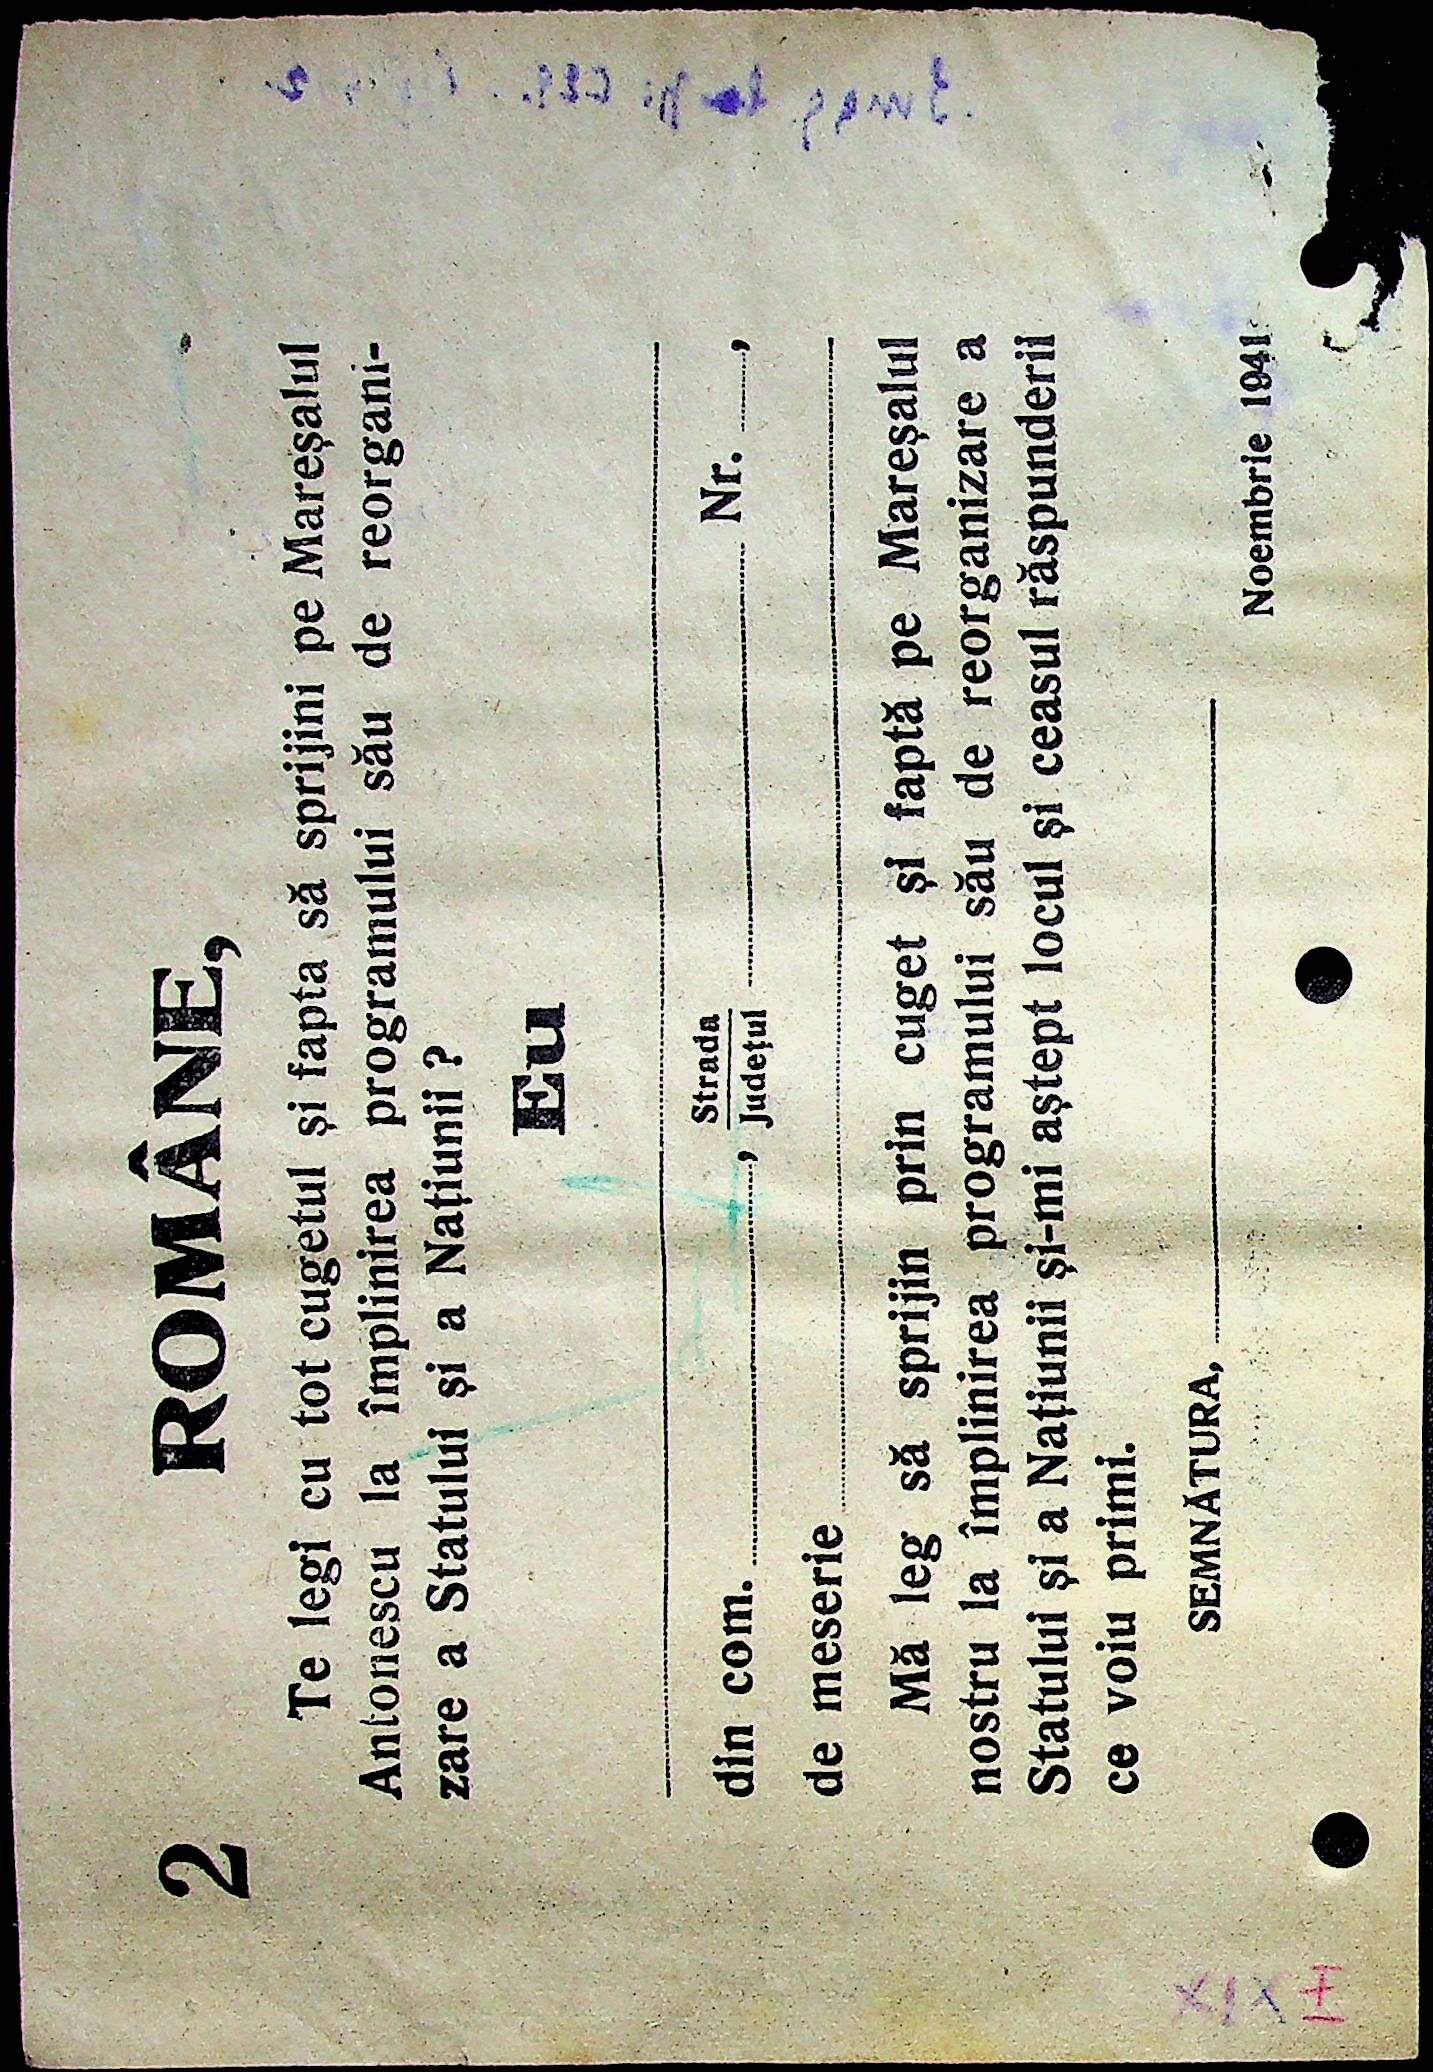 2
ROMÂNE,
Te legi cu tot cugetul și fapta să sprijini pe Mareșalul
Antonescu la împlinirea programului său de reorgani-
zare a Statului și a Națiunii ?
Eu
din com. , Strada / Județul Nr. ,
de meserie
Mă leg să sprijin prin cuget și faptă pe Mareșalul
nostru la împlinirea programului său de reorganizare a
Statului și a Națiunii și-mi aștept locul și ceasul răspunderii
ce voiu primi.
SEMNĂTURA,
Noembrie 1941